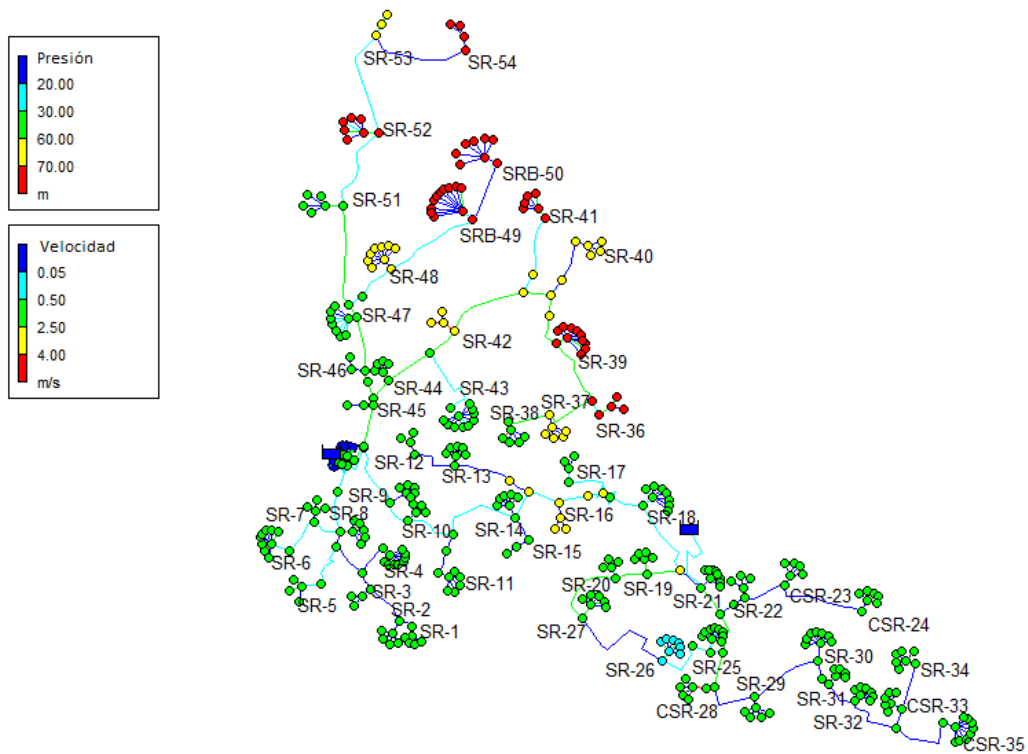 Presión
20.00
30.00
60.00
70.00
m
Velocidad
0.05
0.50
2.50
4.00
m/s
SR-53
SR-54
SR-52
SRB-50
SR-51
SR-41
SRB-49
SR-40
SR-48
SR-47
SR-42
SR-39
SR-46
SR-44
SR-43
SR-45
SR-37
SR-38
SR-36
SR-12
SR-13
SR-17
SR-9
SR-7
SR-8
SR-16
SR-18
SR-10
SR-14
SR-15
SR-6
SR-4
SR-11
SR-3
SR-5
SR-20
SR-19
SR-21
CSR-23
SR-22
CSR-24
SR-2
SR-1
SR-27
SR-26
SR-25
SR-30
SR-34
SR-29
SR-31
CSR-28
CSR-33
SR-32
CSR-35